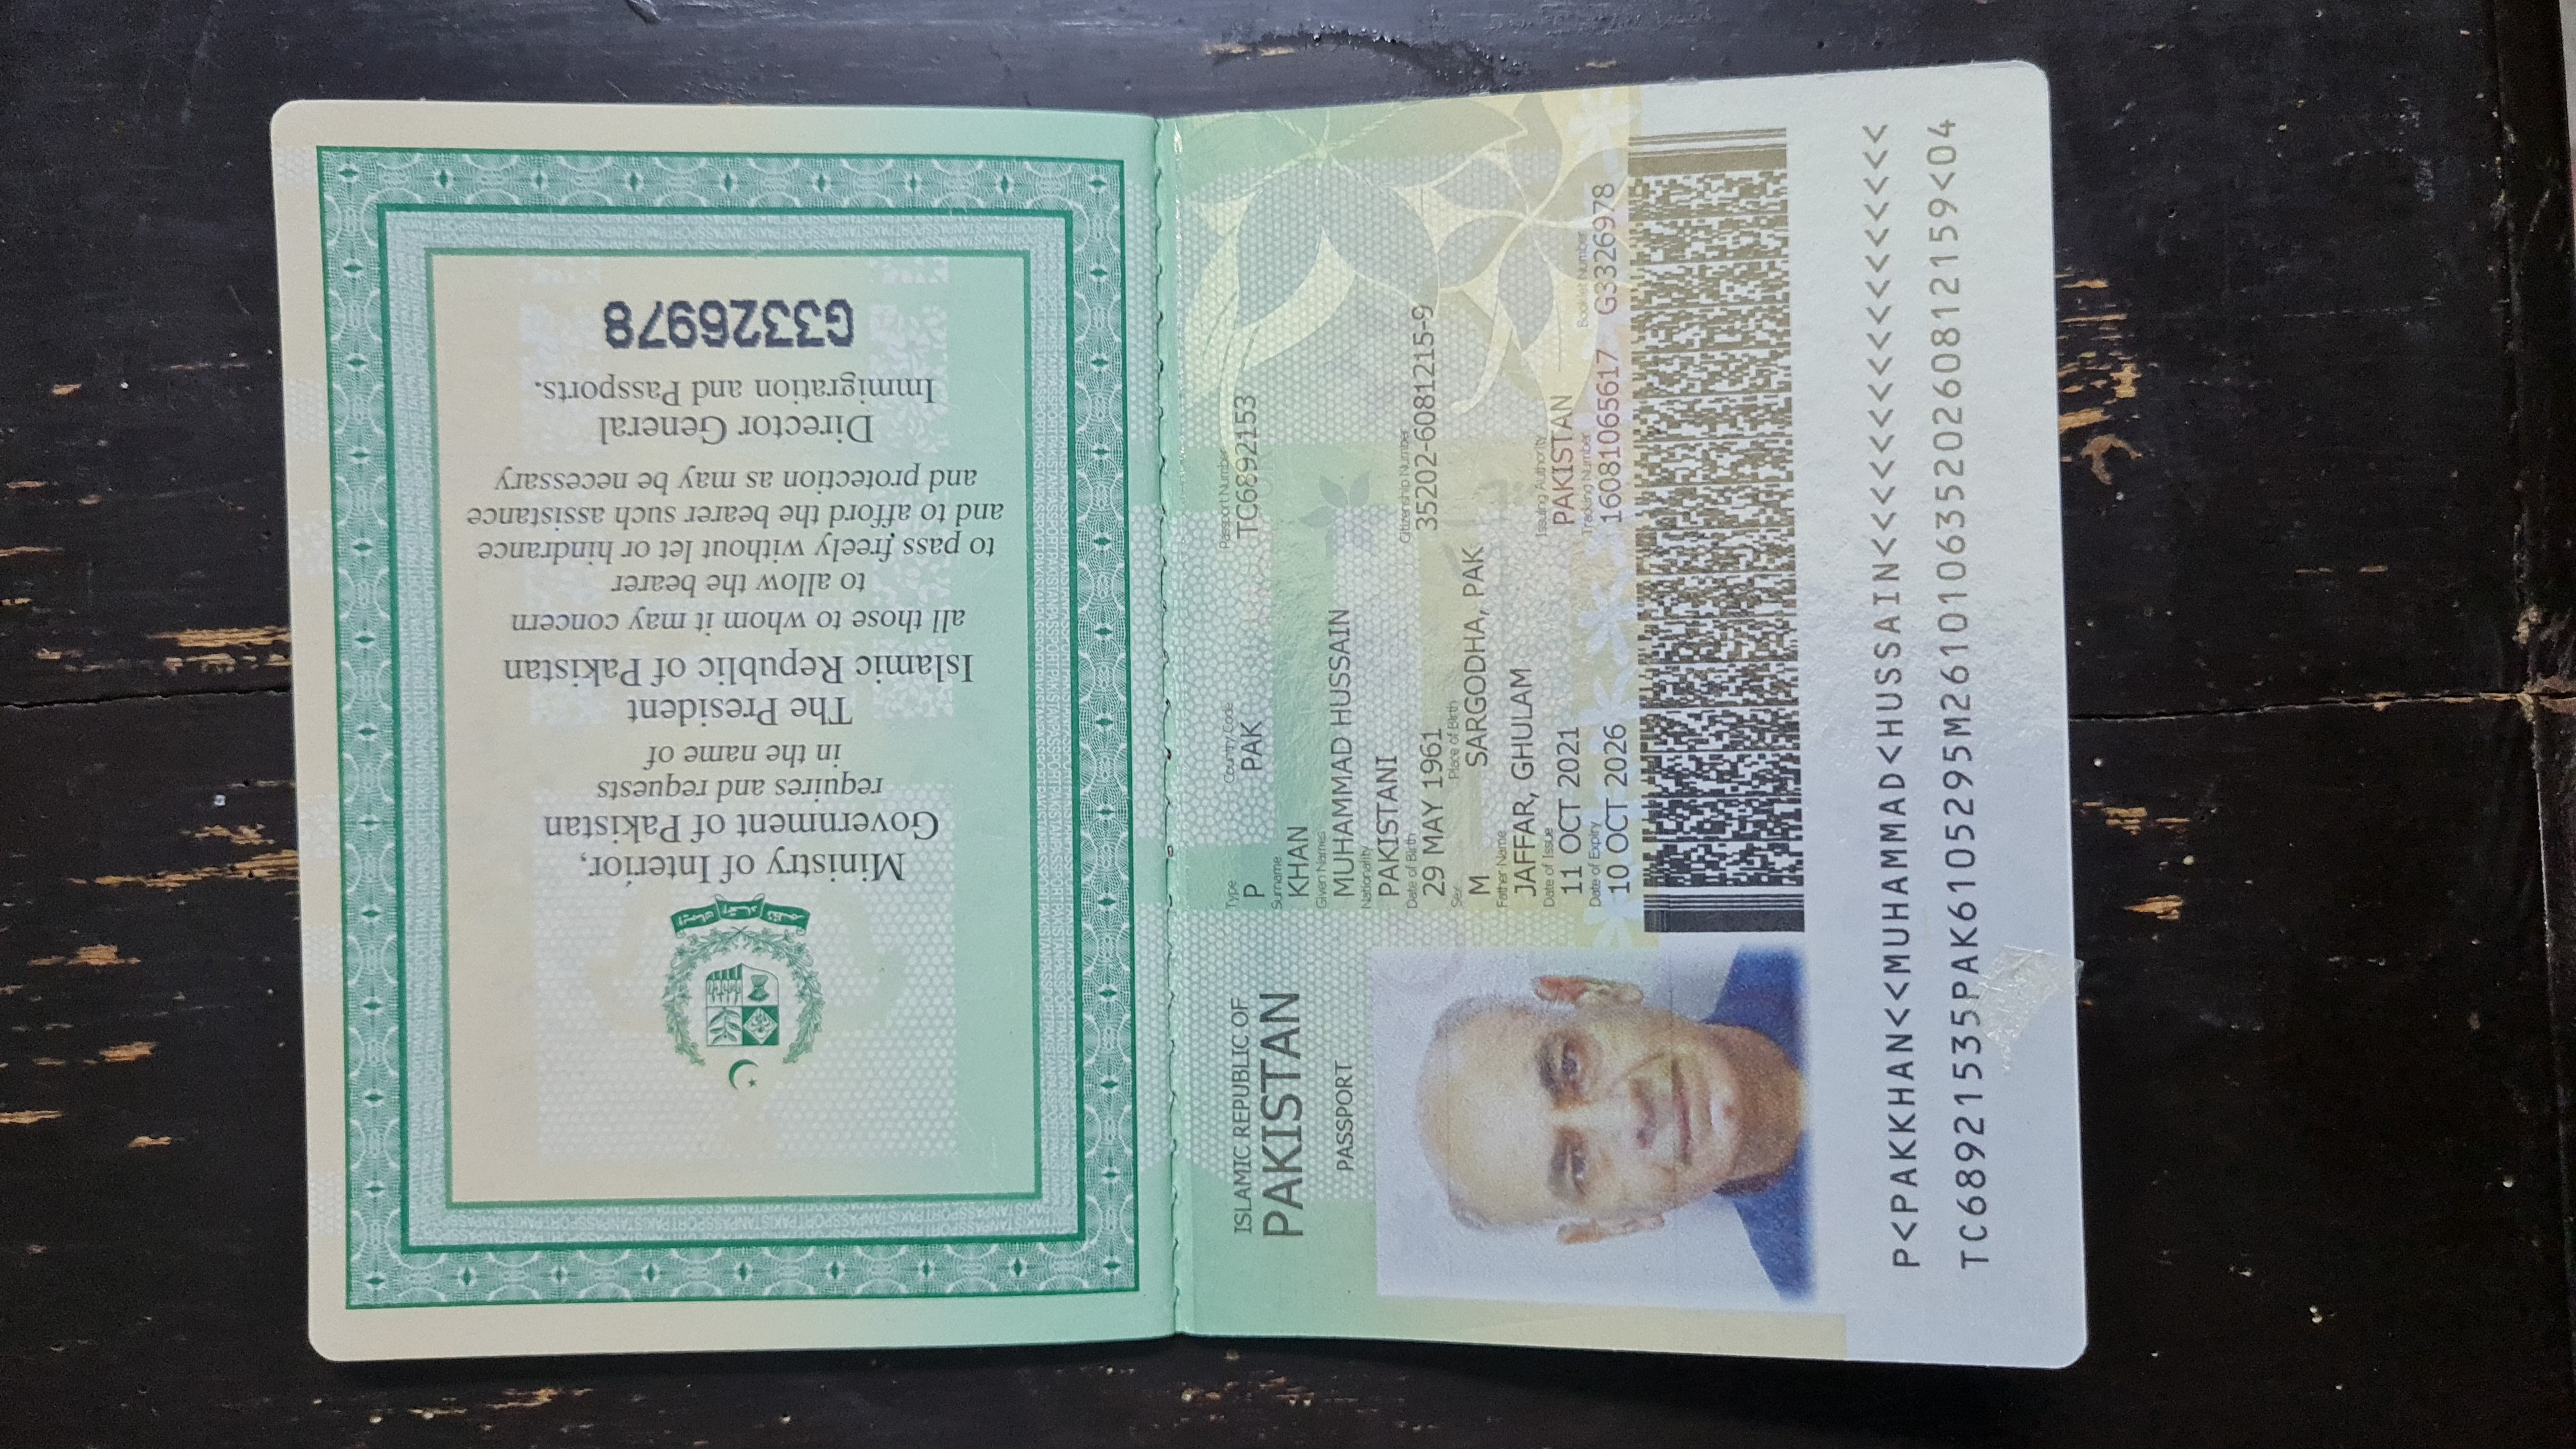 Ministry of Interior,
Government of Pakistan
requires and requests
in the name of
The President
Islamic Republic of Pakistan
all those to whom it may concern
to allow the bearer
to pass freely without let or hindrance
and to afford the bearer such assistance
and protection as may be necessary
Director General
Immigration and Passports.
G3326978
ISLAMIC REPUBLIC OF
PAKISTAN
PASSPORT
Type Country Code Passport Number
P PAK TC6892153
Surname
KHAN
Given Names
MUHAMMAD HUSSAIN
Nationality
PAKISTANI
Date of Birth Citizenship Number
29 MAY 1961 35202-6081215-9
Sex Place of Birth
M SARGODHA, PAK
Father Name
JAFFAR, GHULAM
Date of Issue Issuing Authority
11 OCT 2021 PAKISTAN
Date of Expiry Tracking Number Booklet Number
10 OCT 2026 16081065617 G3326978
P<PAKKHAN<<MUHAMMAD<HUSSAIN<<<<<<<<<<<<<<<<<
TC68921535PAK6105295M26101063520260812159<04